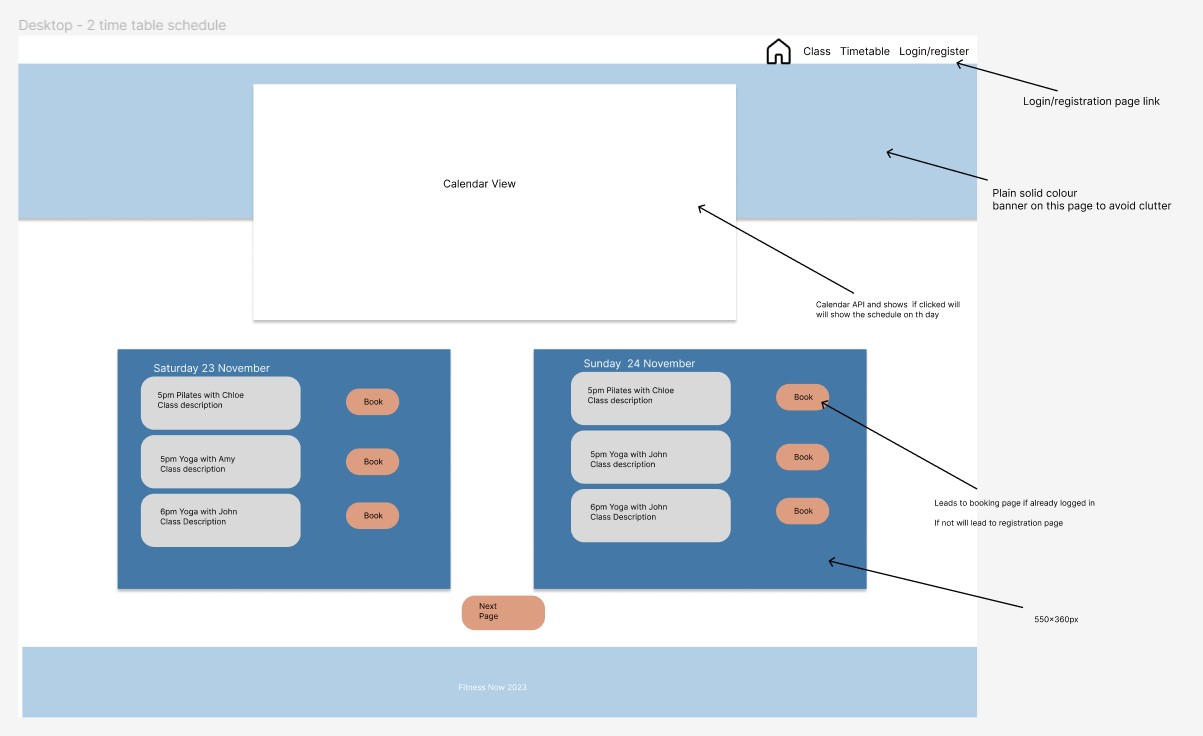 Desktop - 2 time table schedule
Class Timetable Login/register
Login/registration page link
Calendar View
Plain solid colour
banner on this page to avoid clutter
Calendar API and shows if clicked will
will show the schedule on th day
Saturday 23 November
5pm Pilates with Chloe
Class description
Book
5pm Yoga with Amy
Class description
Book
6pm Yoga with John
Class Description
Book
Sunday 24 November
5pm Pilates with Chloe
Class description
Book
5pm Yoga with John
Class description
Book
6pm Yoga with John
Class Description
Book
Leads to booking page if already logged in
If not will lead to registration page
Next
Page
550×360px
Fitness Now 2023